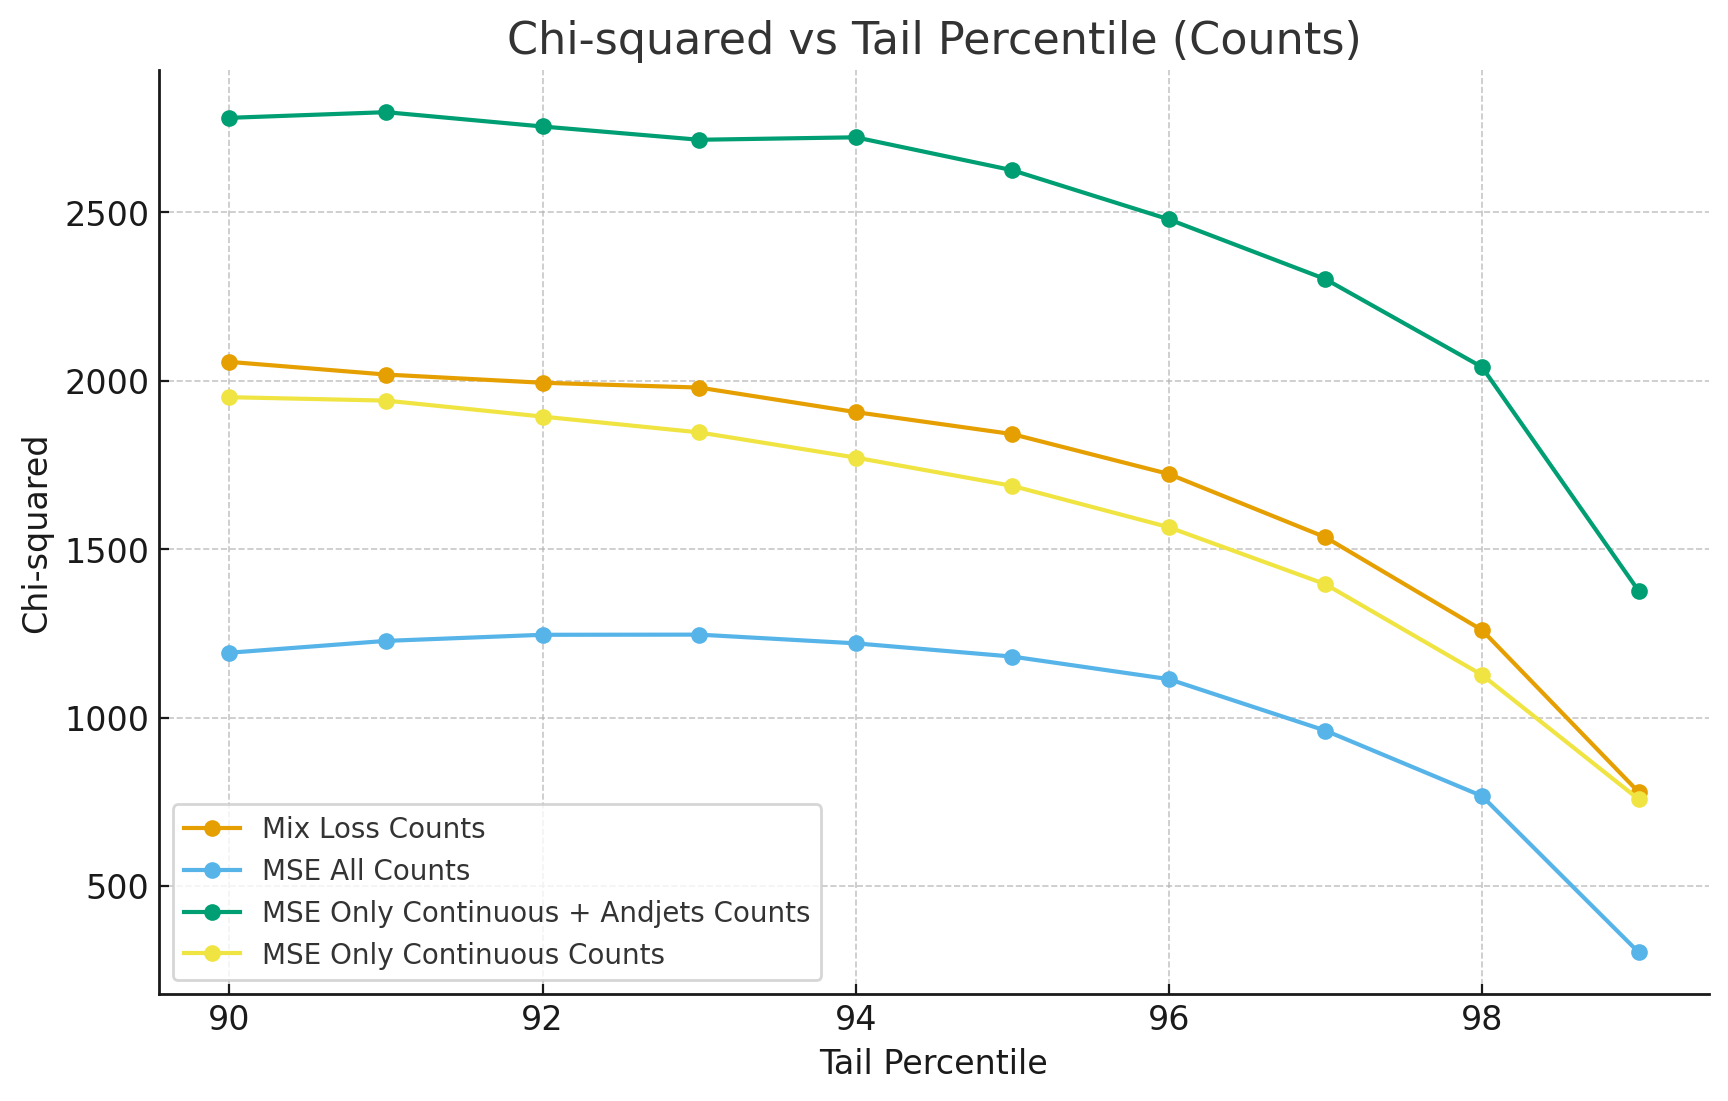 Chi-squared vs Tail Percentile (Counts)
Chi-squared
2500
2000
1500
1000
500
Mix Loss Counts
MSE All Counts
MSE Only Continuous + Andjets Counts
MSE Only Continuous Counts
90 92 94 96 98
Tail Percentile